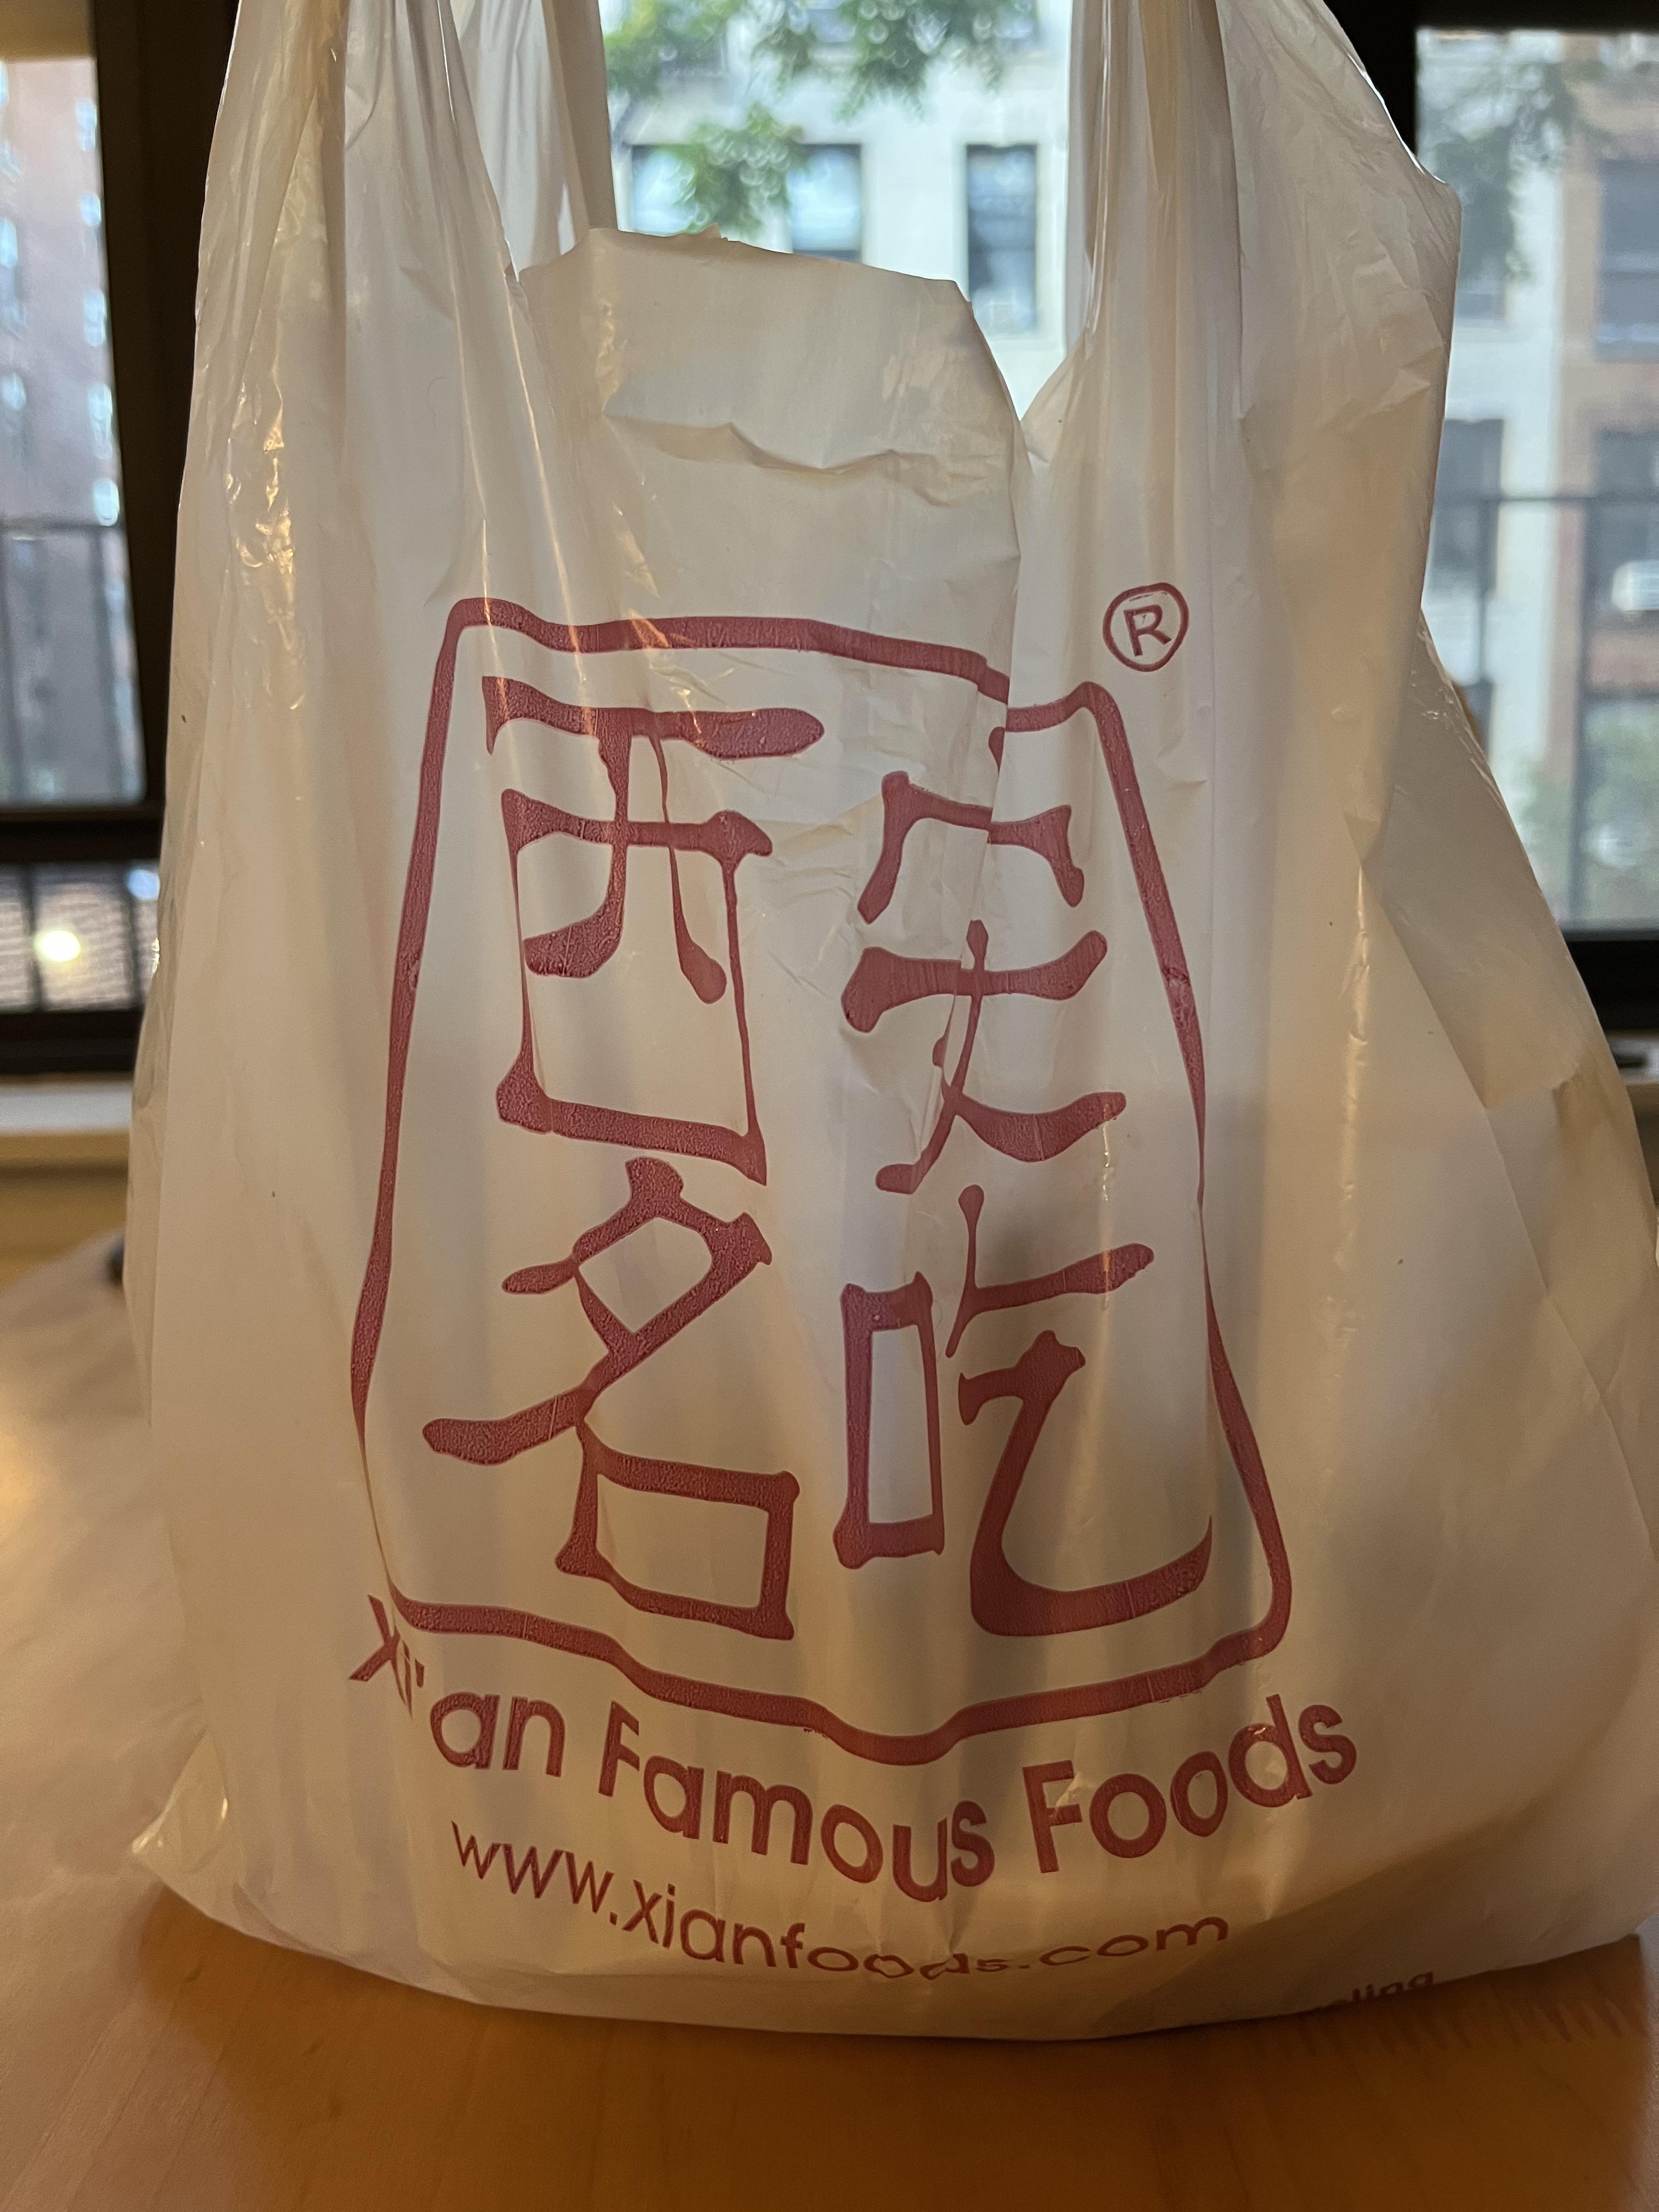 ®
西安
名吃
Xi'an Famous Foods
www.xianfoods.com